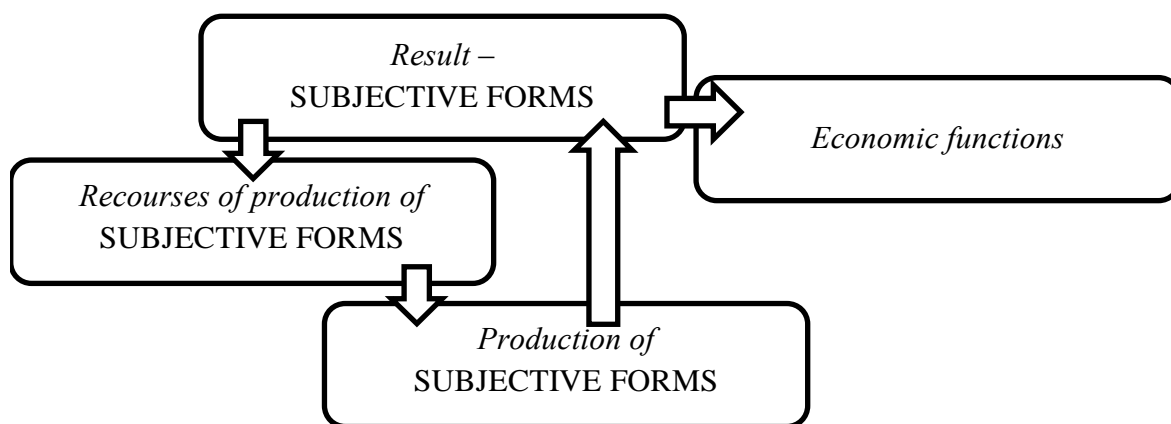 Result –
SUBJECTIVE FORMS
Economic functions
Recourses of production of
SUBJECTIVE FORMS
Production of
SUBJECTIVE FORMS